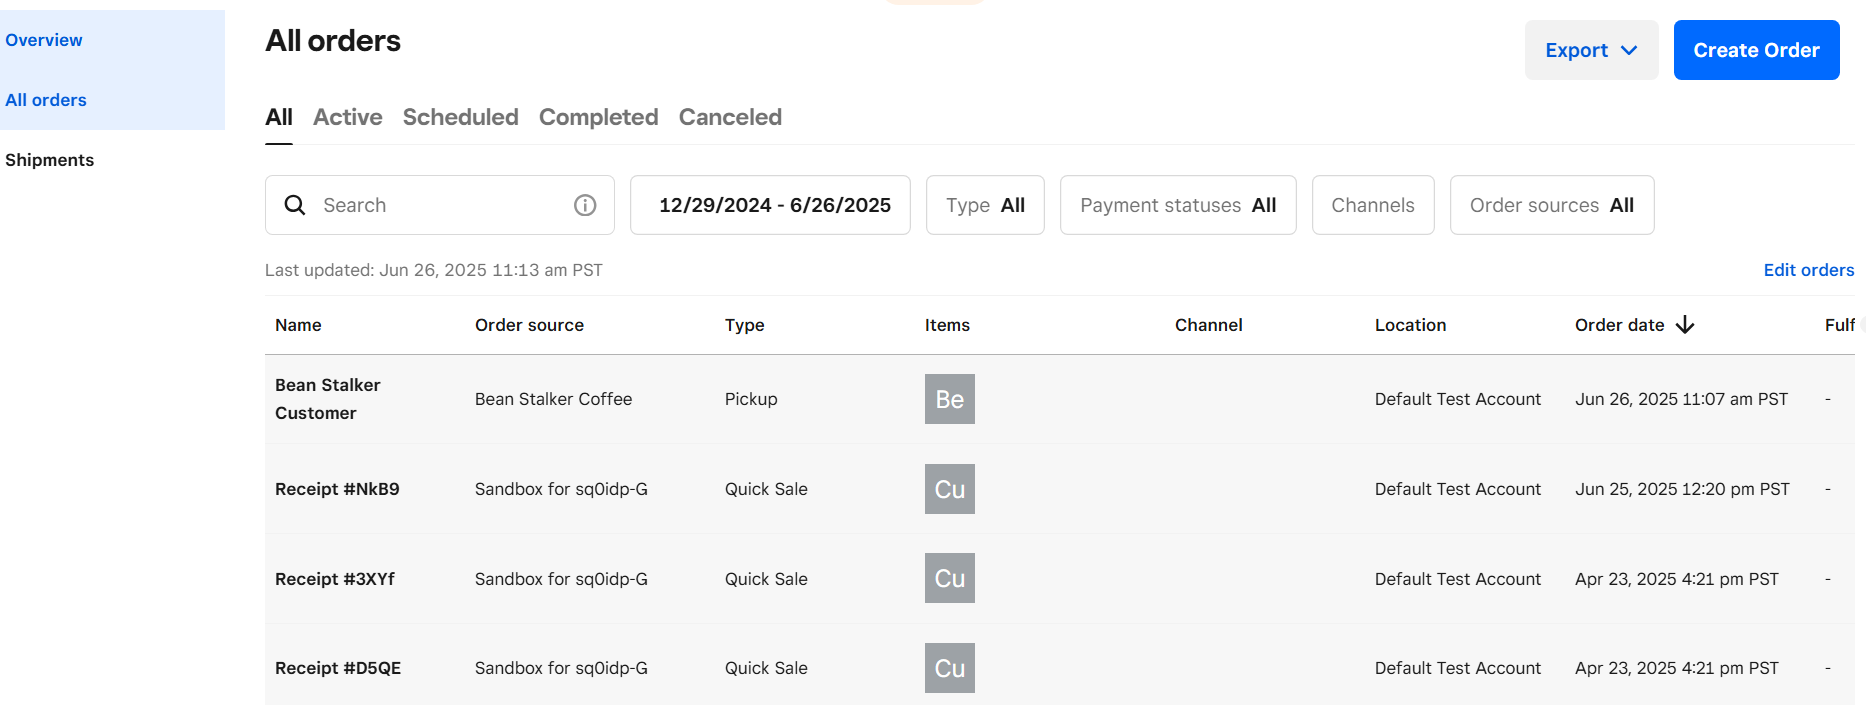 Overview
All orders
Shipments
All orders
Export
Create Order
All Active Scheduled Completed Canceled
Search
12/29/2024 - 6/26/2025
Type All
Payment statuses All
Channels
Order sources All
Last updated: Jun 26, 2025 11:13 am PST
Edit orders
Name Order source Type Items Channel Location Order date Fulf
Bean Stalker
Customer
Bean Stalker Coffee Pickup Be Default Test Account Jun 26, 2025 11:07 am PST -
Receipt #NkB9 Sandbox for sq0idp-G Quick Sale Cu Default Test Account Jun 25, 2025 12:20 pm PST -
Receipt #3XYf Sandbox for sq0idp-G Quick Sale Cu Default Test Account Apr 23, 2025 4:21 pm PST -
Receipt #D5QE Sandbox for sq0idp-G Quick Sale Cu Default Test Account Apr 23, 2025 4:21 pm PST -